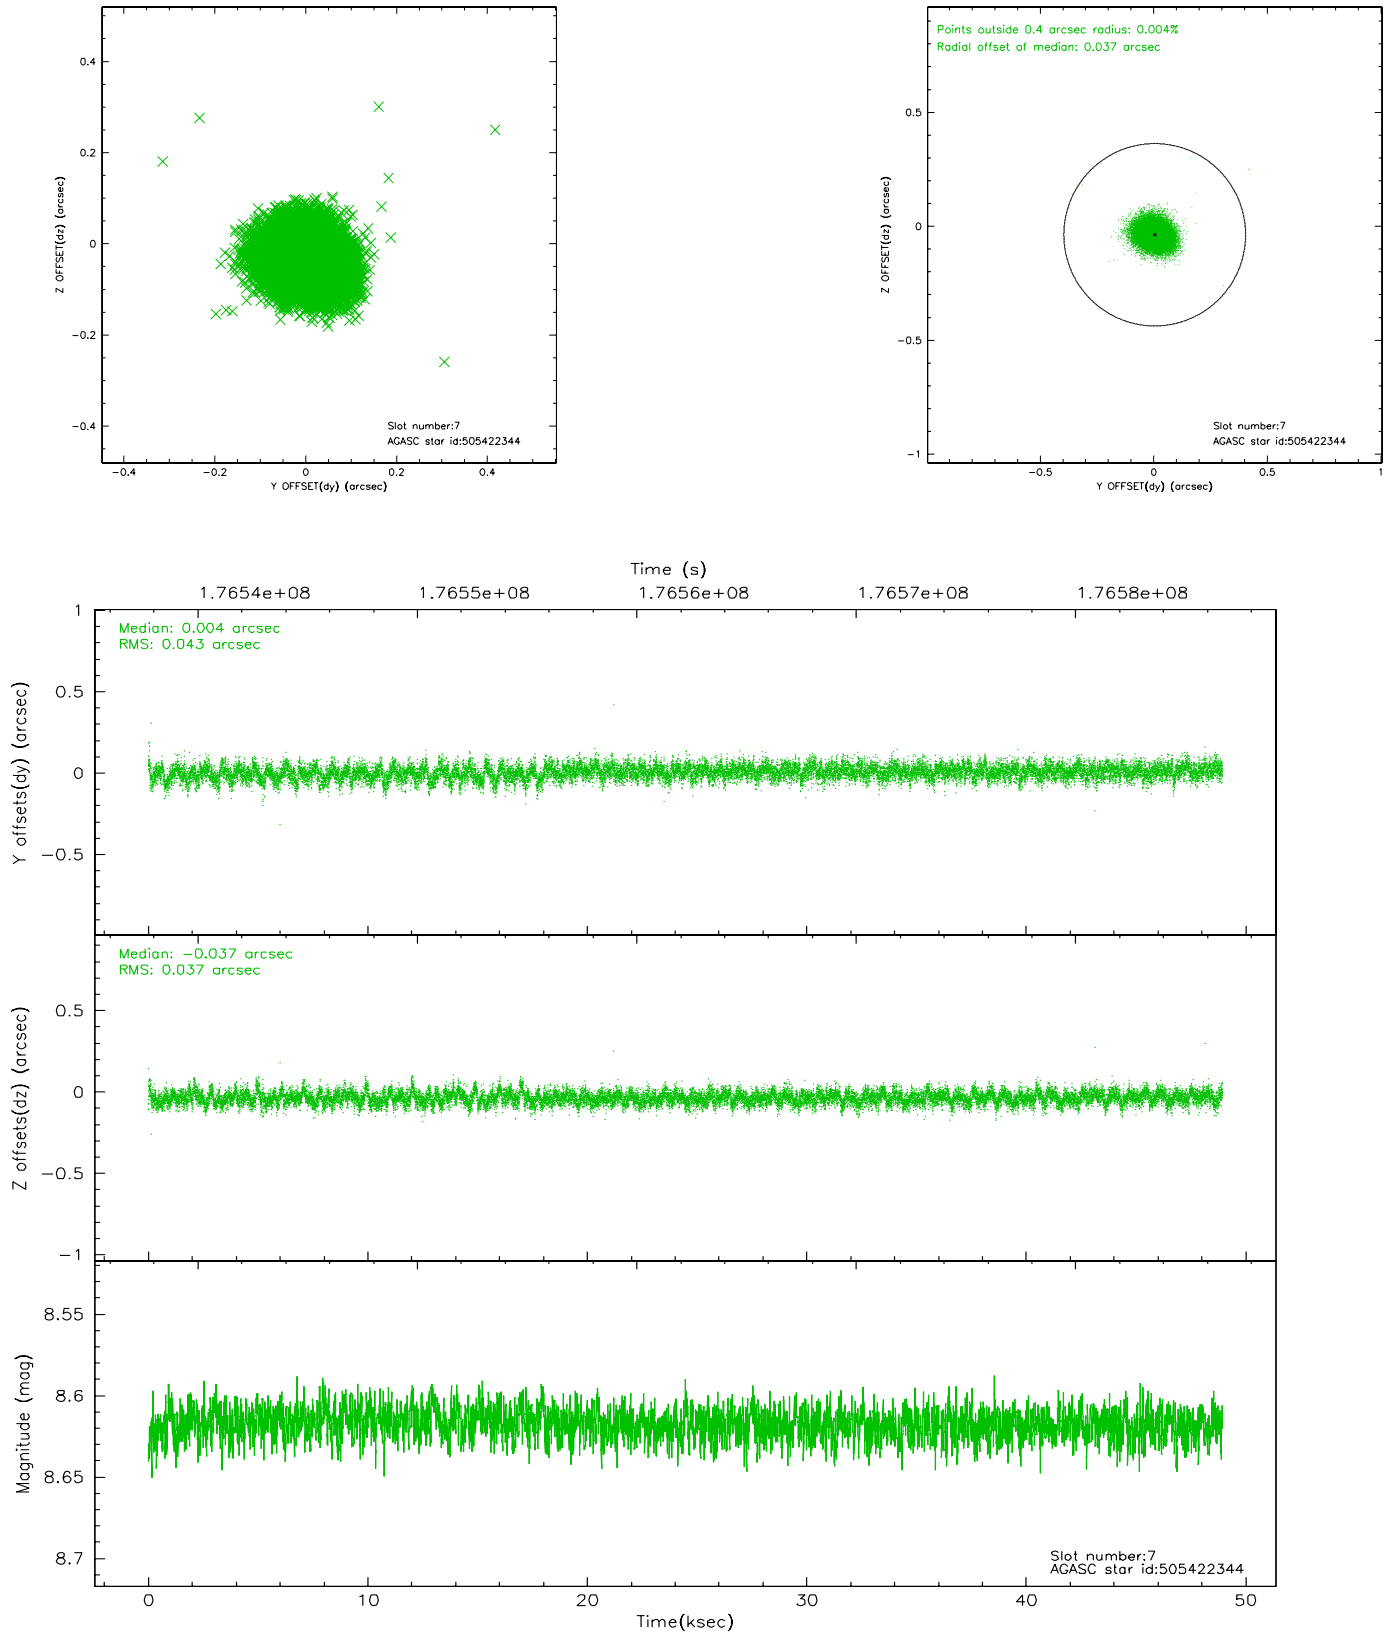 0.4
0.2
0
−0.2
−0.4
Z OFFSET(dz) (arcsec)
Slot number:7
AGASC star id:505422344
−0.4
−0.2
0
0.2
0.4
Y OFFSET(dy) (arcsec)
Points outside 0.4 arcsec radius: 0.004%
Radial offset of median: 0.037 arcsec
0.5
0
−0.5
−1
Z OFFSET(dz) (arcsec)
Slot number:7
AGASC star id:505422344
−0.5
0
0.5
1
Y OFFSET(dy) (arcsec)
Time (s)
1.7654e+08
1.7655e+08
1.7656e+08
1.7657e+08
1.7658e+08
Median: 0.004 arcsec
RMS: 0.043 arcsec
1
0.5
0
−0.5
Y offsets(dy) (arcsec)
Median: −0.037 arcsec
RMS: 0.037 arcsec
0.5
0
−0.5
−1
Z offsets(dz) (arcsec)
8.55
8.6
8.65
8.7
Magnitude (mag)
Slot number:7
AGASC star id:505422344
0
10
20
30
40
50
Time(ksec)